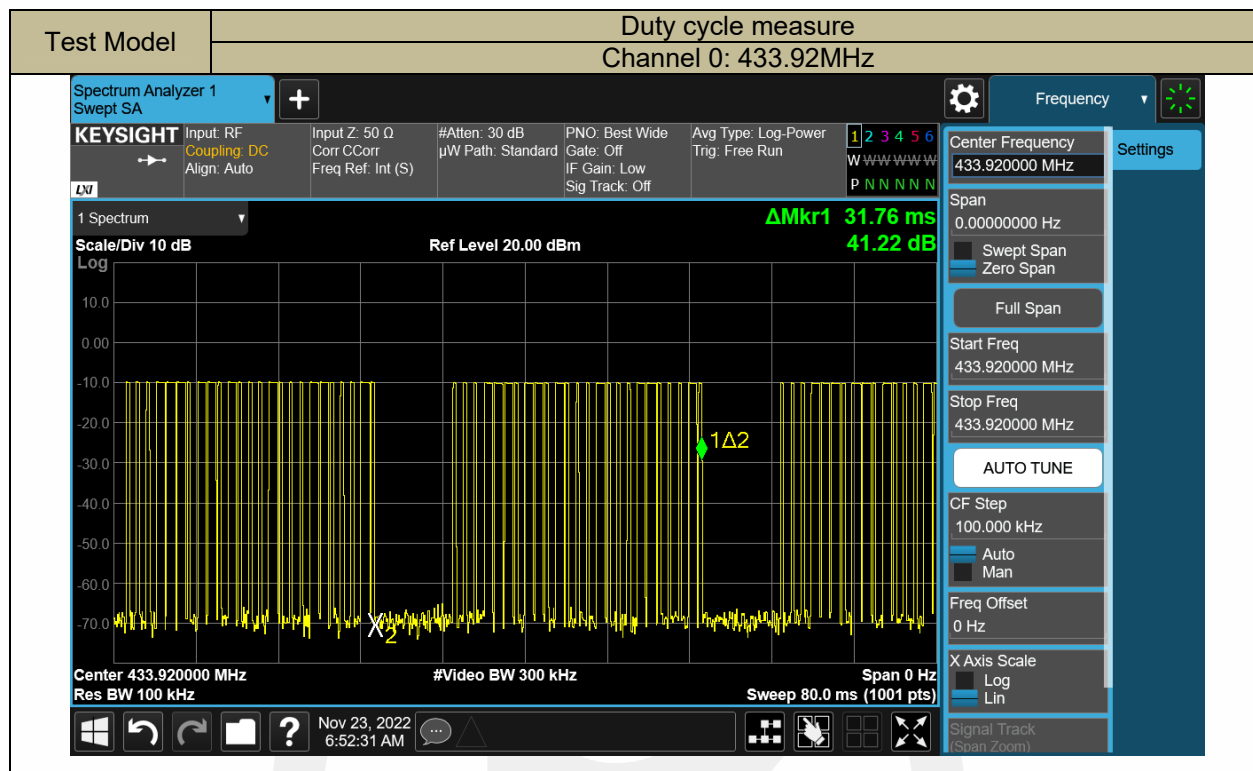 Test Model
Duty cycle measure
Channel 0: 433.92MHz
Spectrum Analyzer 1
Swept SA
Frequency
KEYSIGHT
LXI
Input: RF
Coupling: DC
Align: Auto
Input Z: 50 Ω
Corr CCorr
Freq Ref: Int (S)
#Atten: 30 dB
µW Path: Standard
PNO: Best Wide
Gate: Off
IF Gain: Low
Sig Track: Off
Avg Type: Log-Power
Trig: Free Run
1 2 3 4 5 6
W W W W W W
P N N N N N
1 Spectrum
ΔMkr1 31.76 ms
41.22 dB
Scale/Div 10 dB
Ref Level 20.00 dBm
Log
10.0
0.00
-10.0
-20.0
-30.0
-40.0
-50.0
-60.0
-70.0
1Δ2
X2
Center 433.920000 MHz
#Video BW 300 kHz
Span 0 Hz
Res BW 100 kHz
Sweep 80.0 ms (1001 pts)
Nov 23, 2022
6:52:31 AM
Center Frequency
433.920000 MHz
Settings
Span
0.00000000 Hz
Swept Span
Zero Span
Full Span
Start Freq
433.920000 MHz
Stop Freq
433.920000 MHz
AUTO TUNE
CF Step
100.000 kHz
Auto
Man
Freq Offset
0 Hz
X Axis Scale
Log
Lin
Signal Track
(Span Zoom)